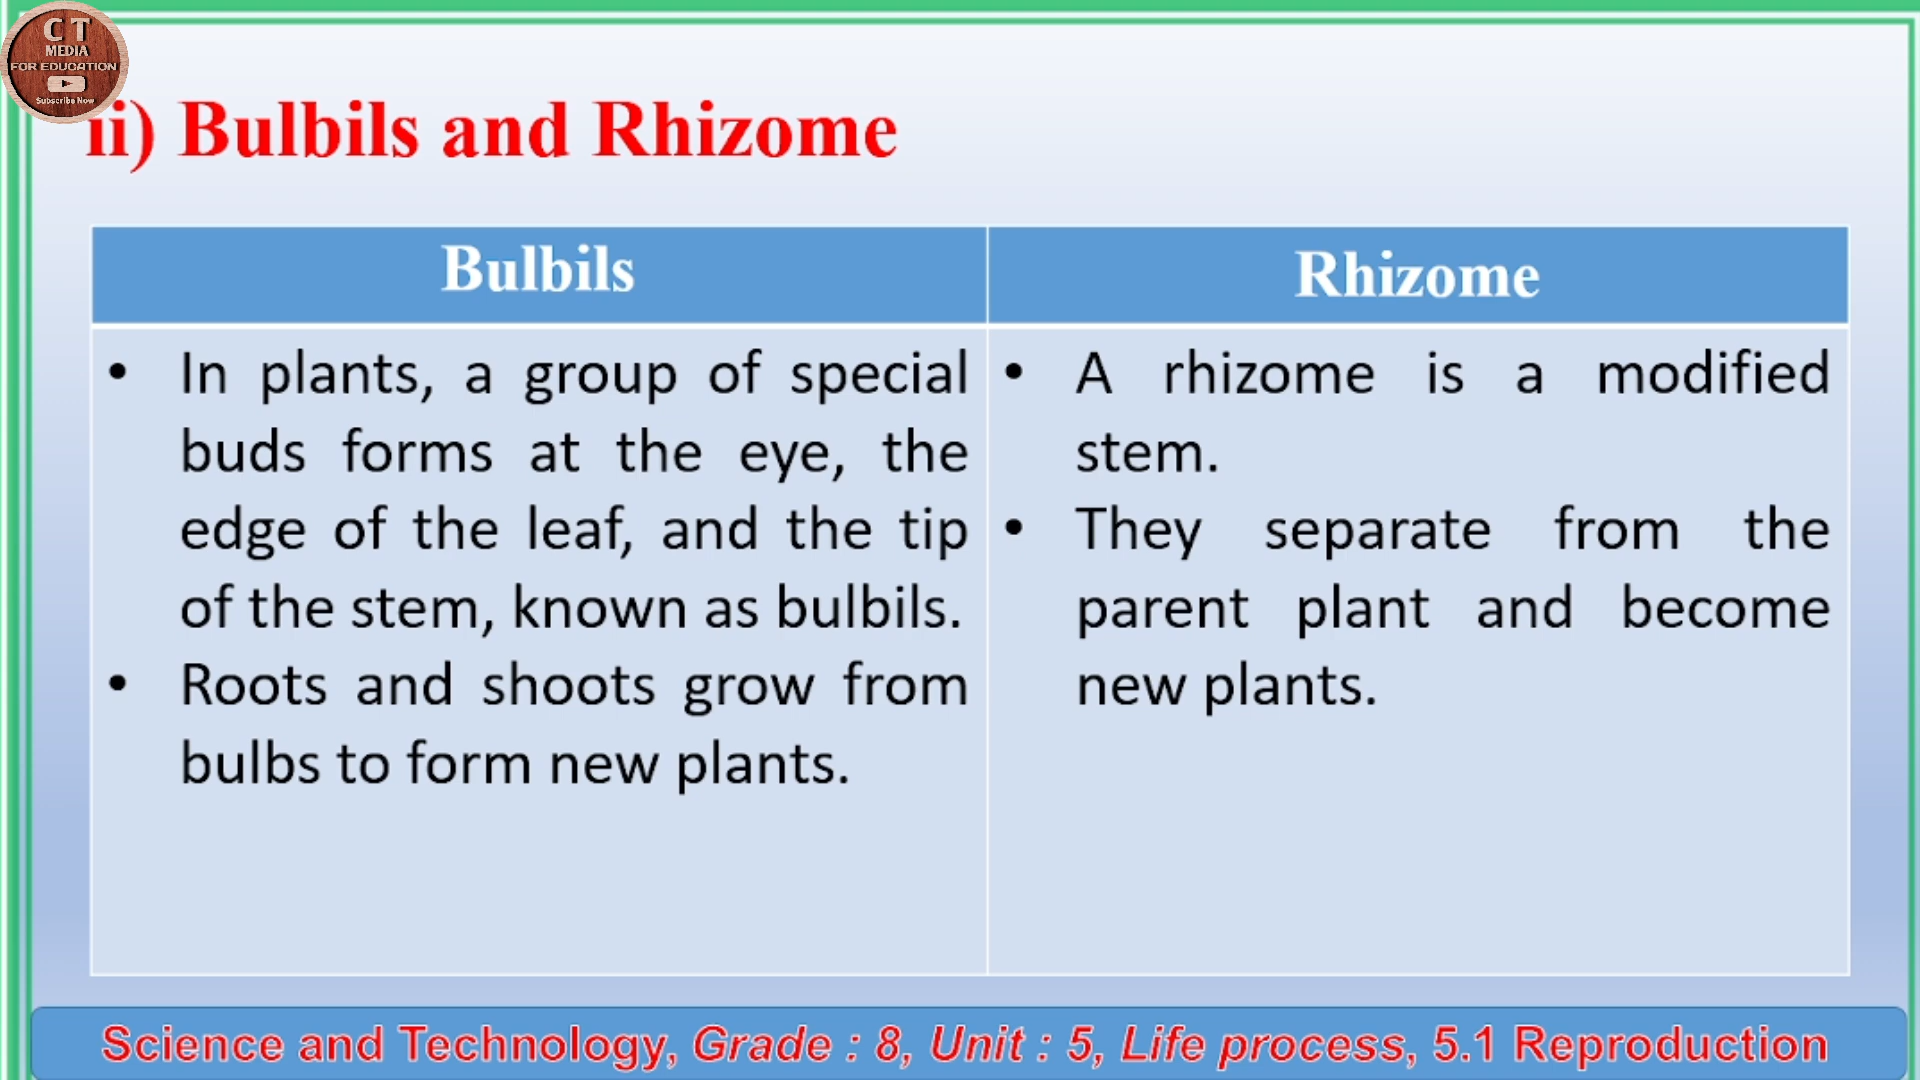 C T
MEDIA
FOR EDUCATION
Subscribe Now
ii) Bulbils and Rhizome
Bulbils
• In plants, a group of special
buds forms at the eye, the
edge of the leaf, and the tip
of the stem, known as bulbils.
• Roots and shoots grow from
bulbs to form new plants.
Rhizome
• A rhizome is a modified
stem.
• They separate from the
parent plant and become
new plants.
Science and Technology, Grade : 8, Unit : 5, Life process, 5.1 Reproduction